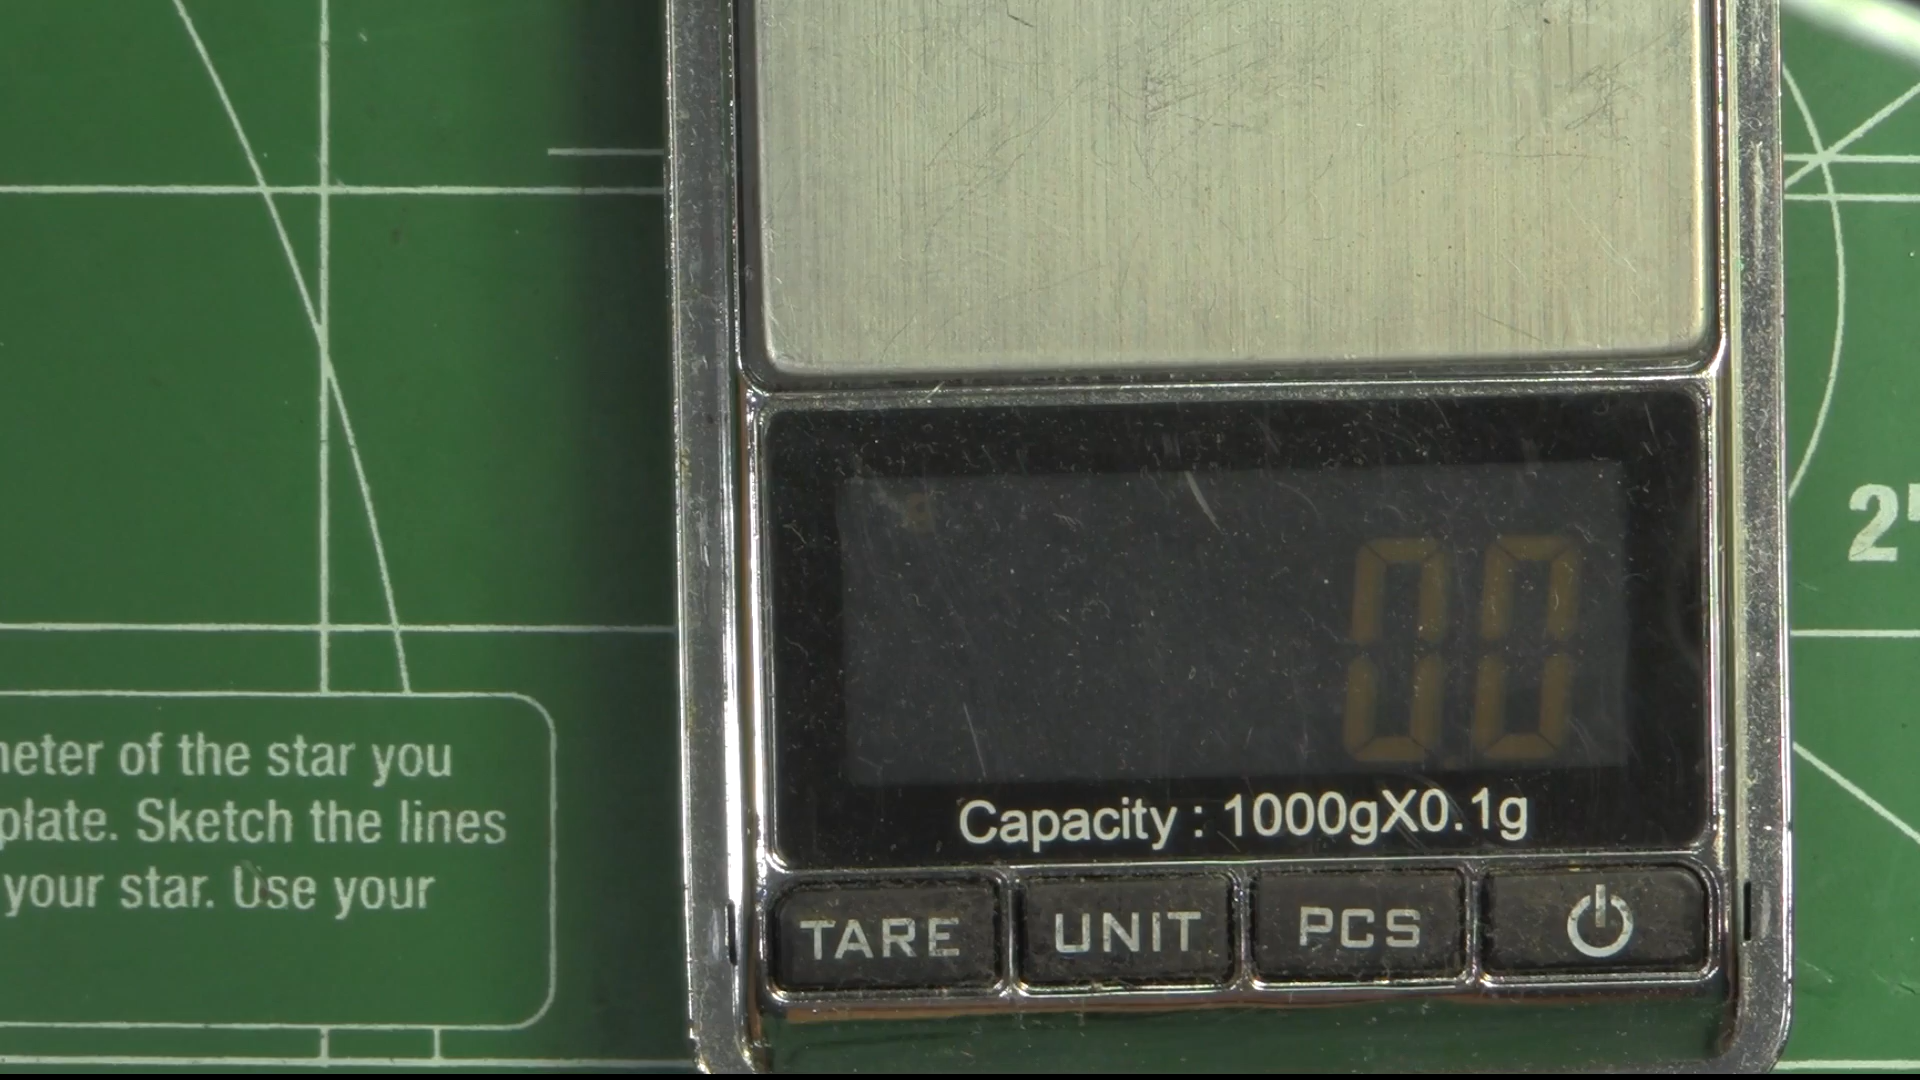 0.0
Capacity : 1000gX0.1g
TARE UNIT PCS
2"
meter of the star you
plate. Sketch the lines
your star. Use your